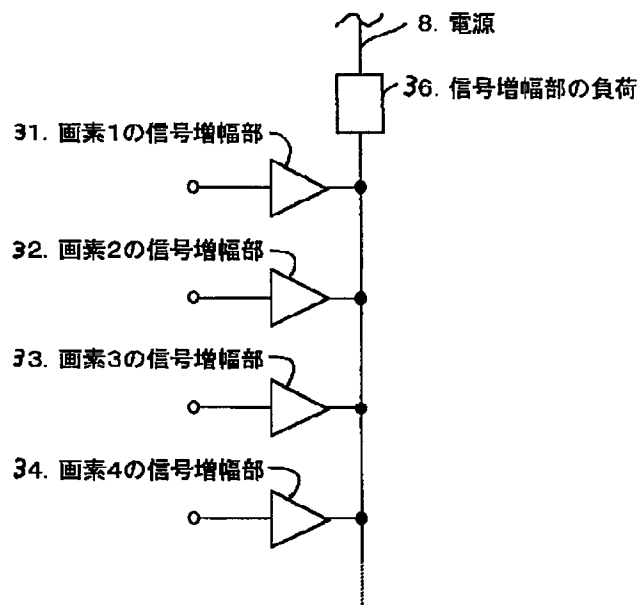 8. 電源
36. 信号増幅部の負荷
31. 画素1の信号増幅部
32. 画素2の信号増幅部
33. 画素3の信号増幅部
34. 画素4の信号増幅部